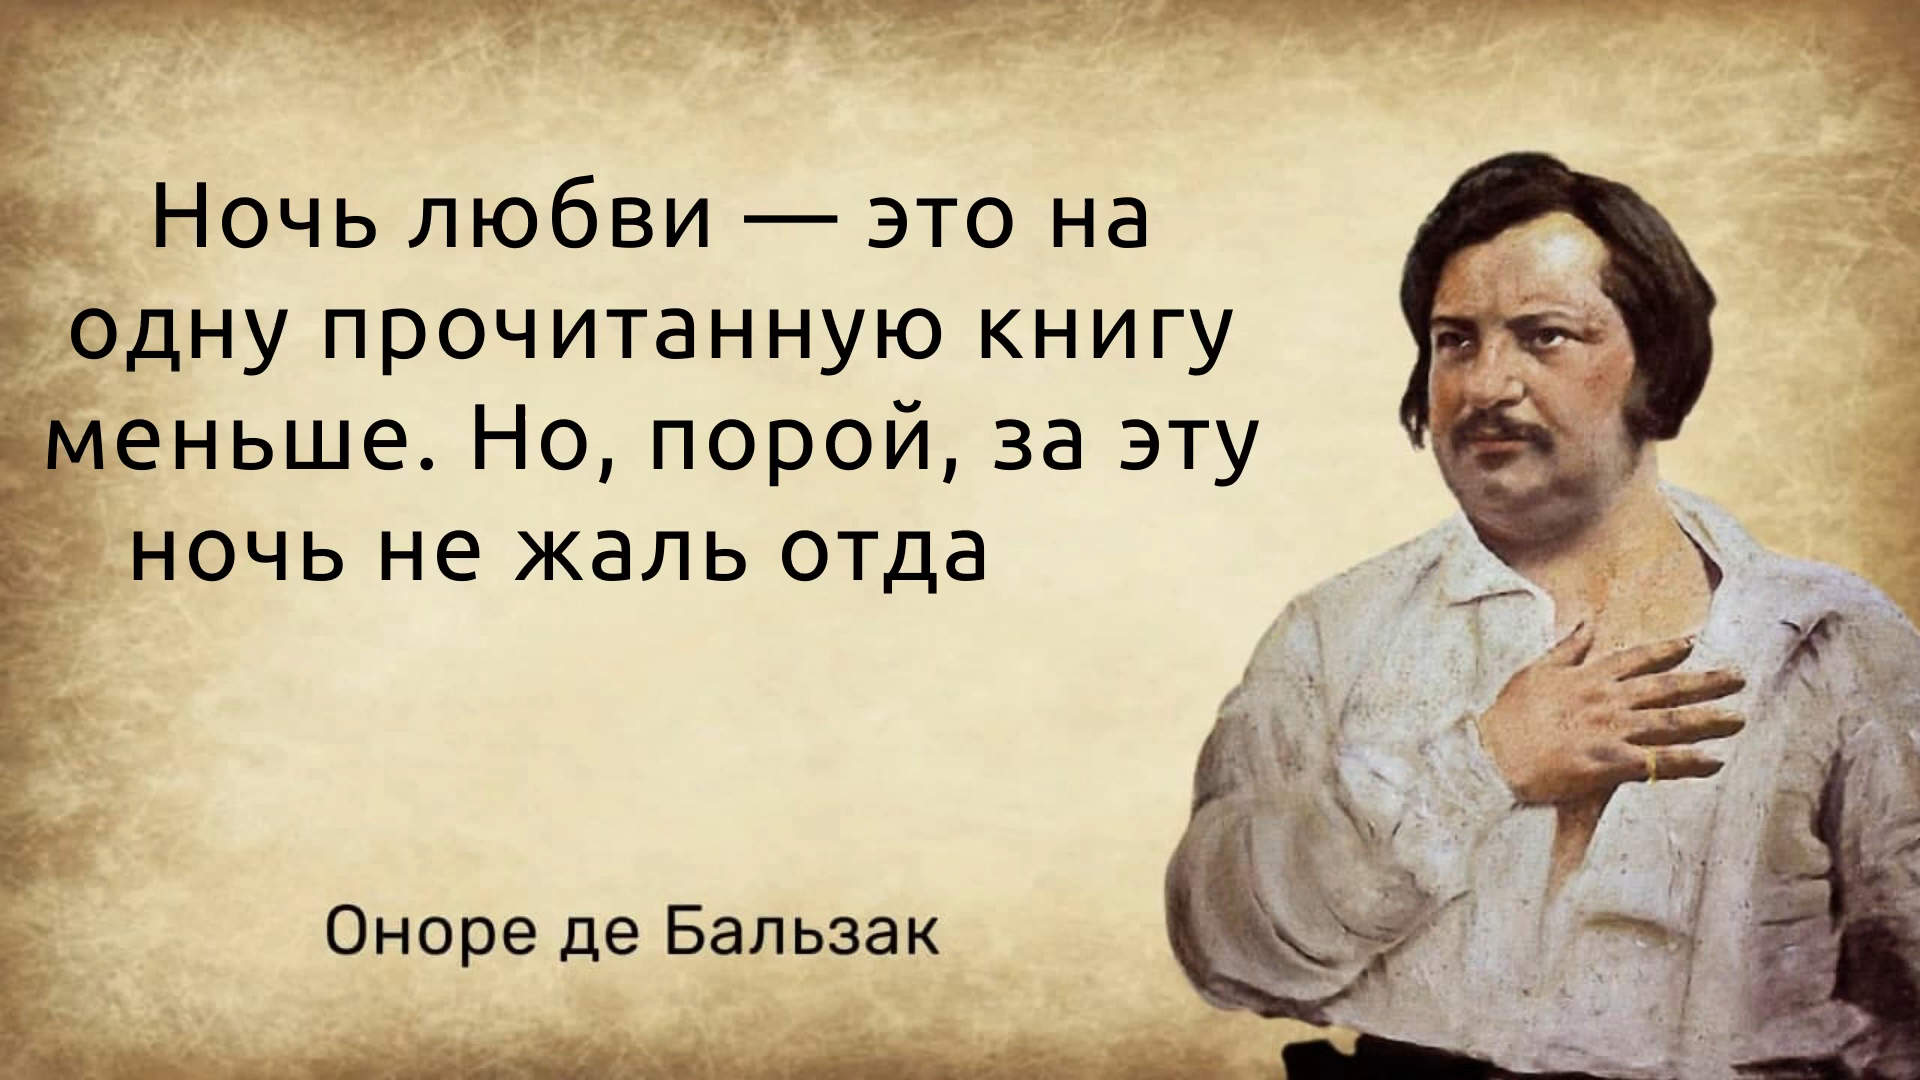 Ночь любви — это на
одну прочитанную книгу
меньше. Но, порой, за эту
ночь не жаль отда
Оноре де Бальзак